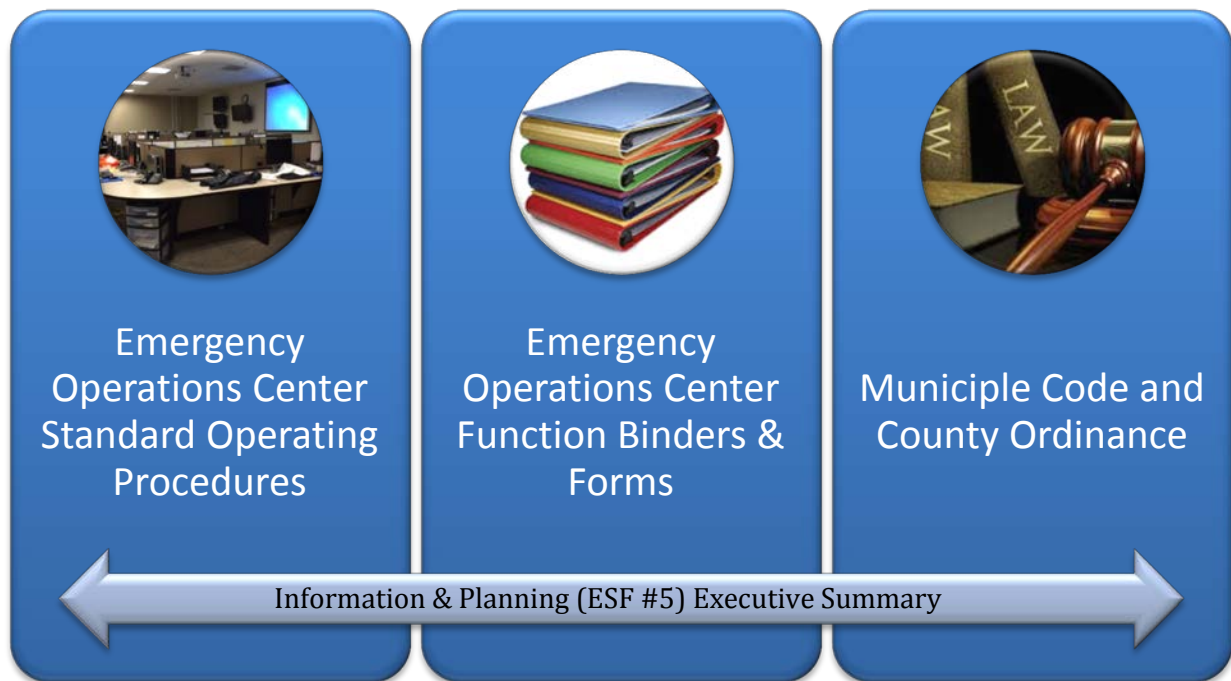 LAW
LAW
Emergency
Operations Center
Standard Operating
Procedures
Emergency
Operations Center
Function Binders &
Forms
Municiple Code and
County Ordinance
Information & Planning (ESF #5) Executive Summary